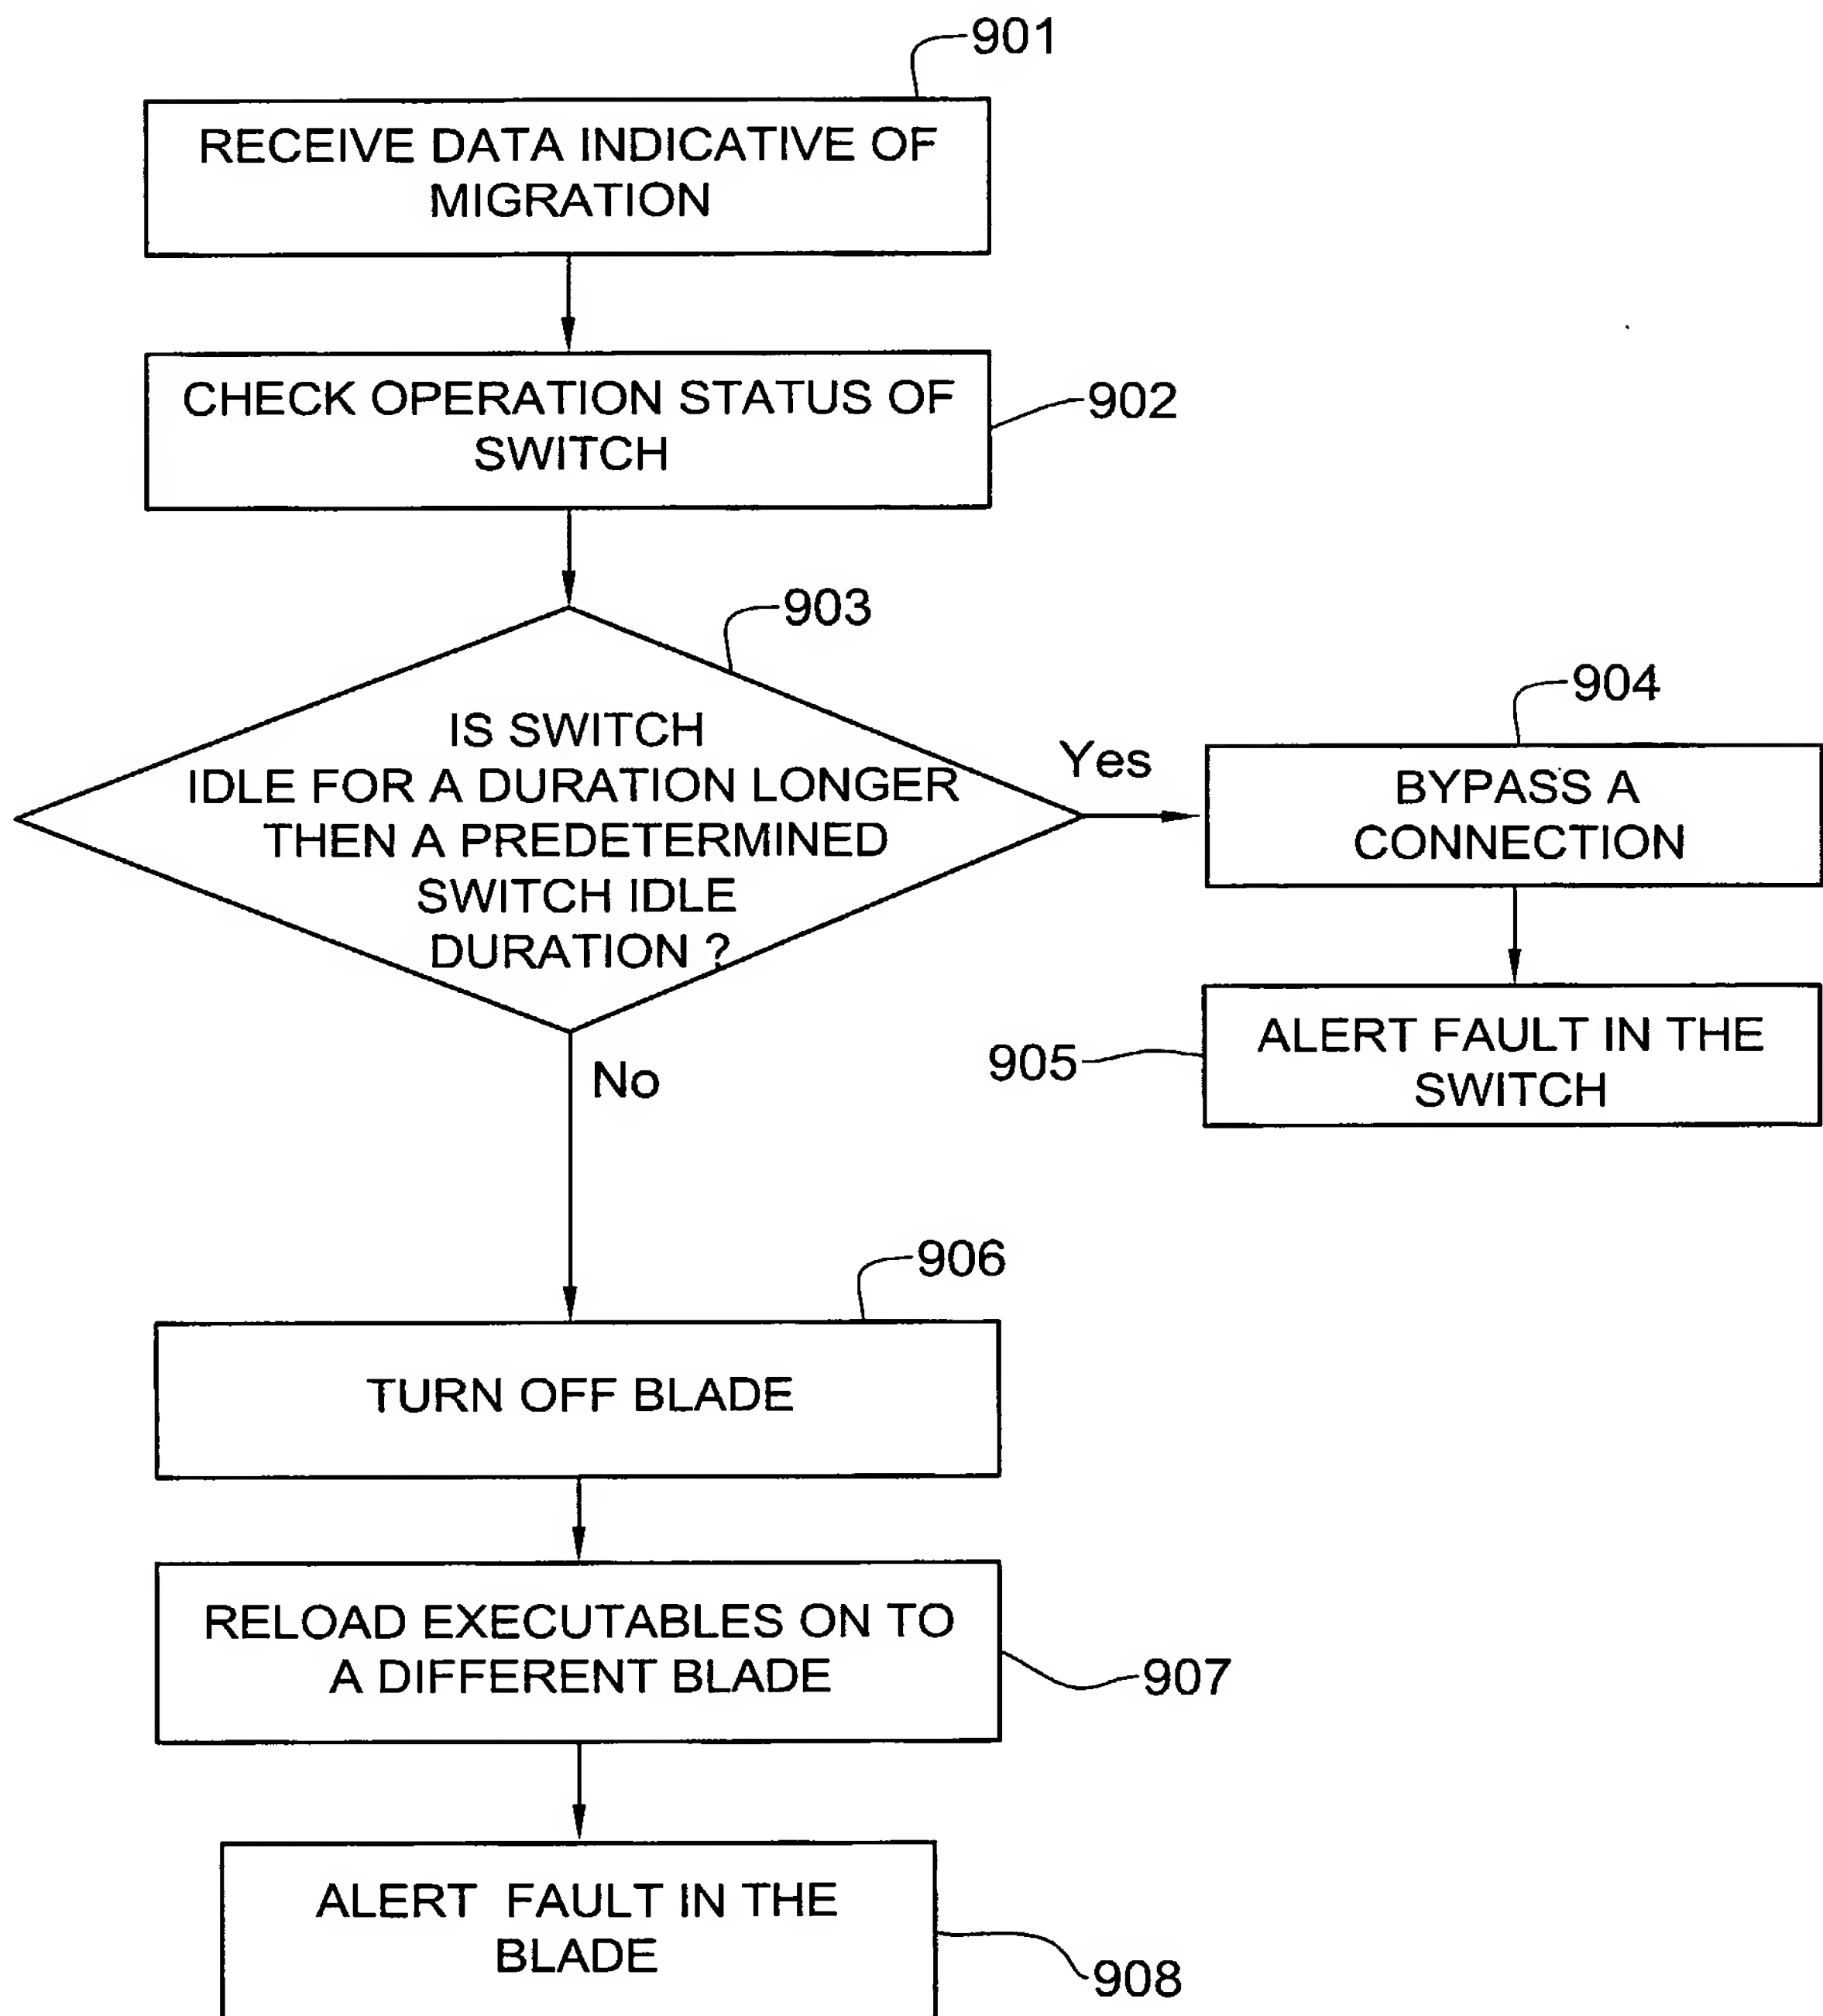 901
RECEIVE DATA INDICATIVE OF
MIGRATION
CHECK OPERATION STATUS OF
SWITCH
902
903
IS SWITCH
IDLE FOR A DURATION LONGER
THEN A PREDETERMINED
SWITCH IDLE
DURATION ?
Yes
904
BYPASS A
CONNECTION
905
ALERT FAULT IN THE
SWITCH
No
906
TURN OFF BLADE
RELOAD EXECUTABLES ON TO
A DIFFERENT BLADE
907
ALERT FAULT IN THE
BLADE
908